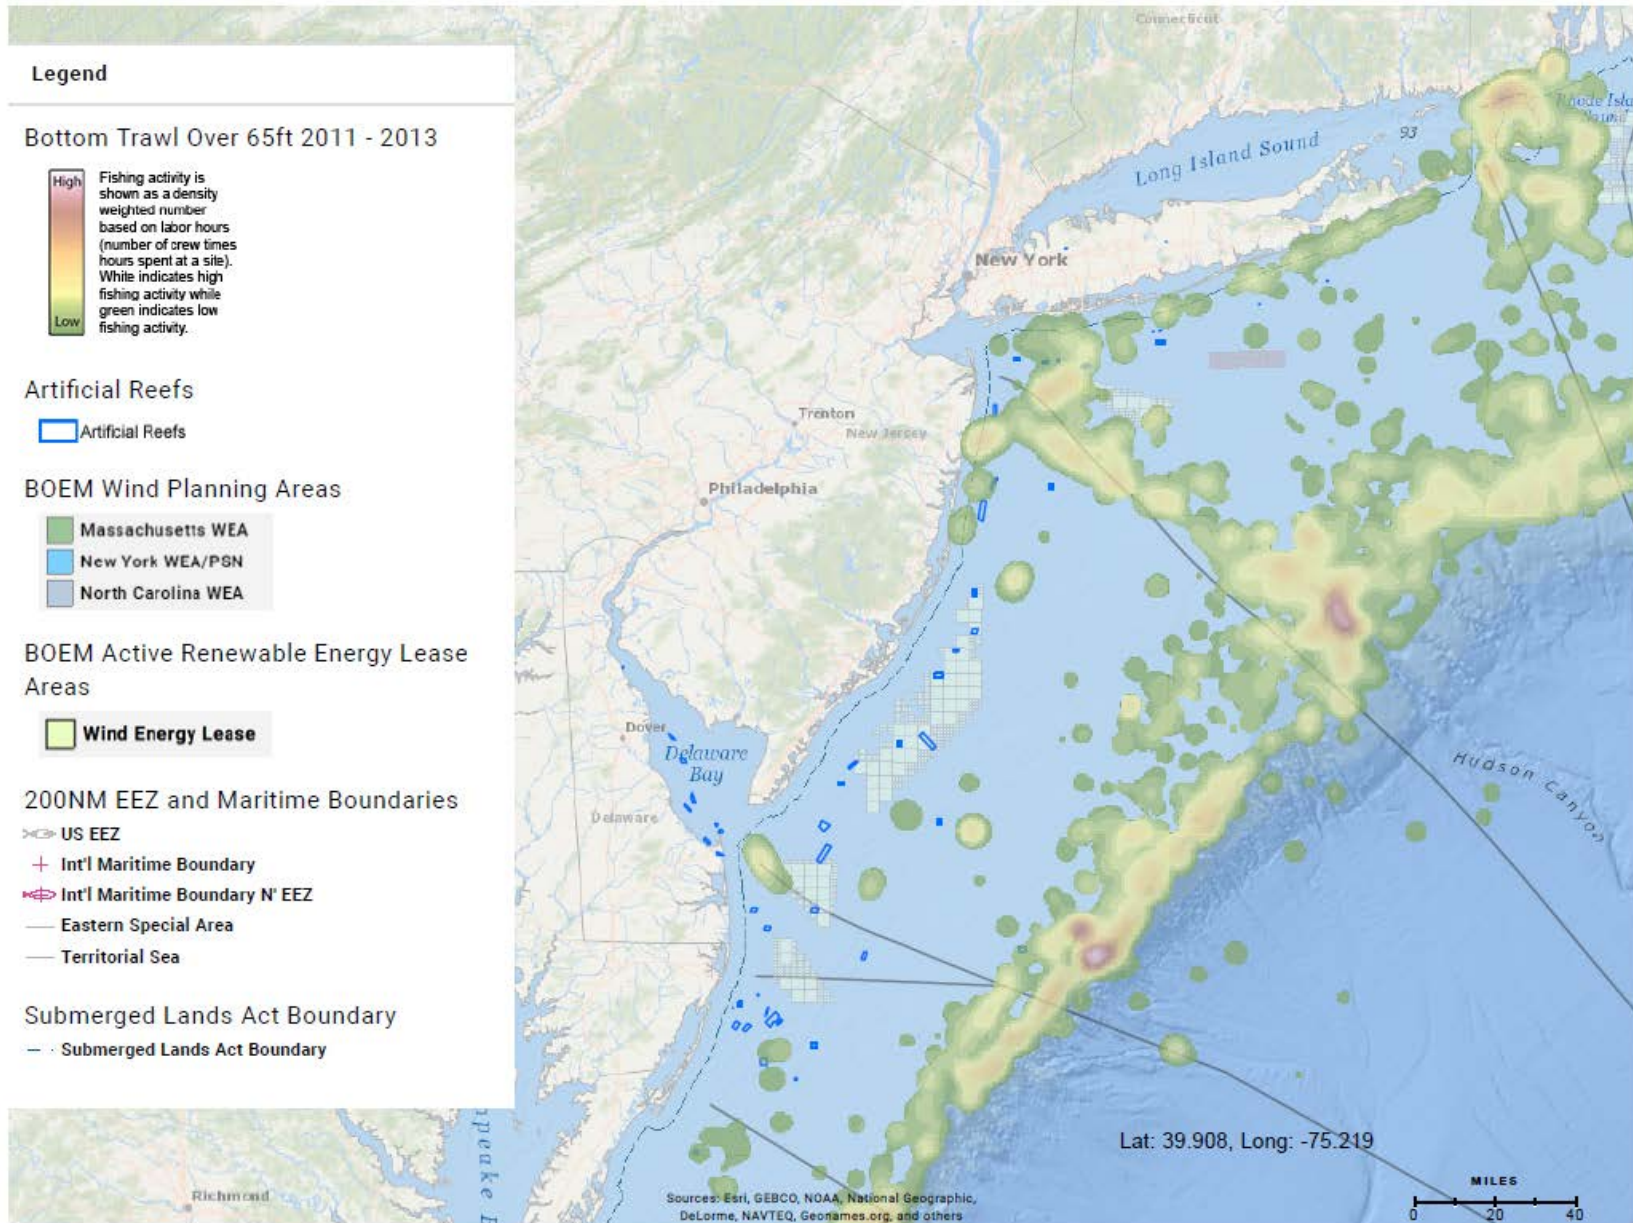 Legend
Bottom Trawl Over 65ft 2011 - 2013
High
Fishing activity is
shown as a density
weighted number
based on labor hours
(number of crew times
hours spent at a site).
White indicates high
fishing activity while
green indicates low
fishing activity.
Low
Artificial Reefs
Artificial Reefs
BOEM Wind Planning Areas
Massachusetts WEA
New York WEA/PSN
North Carolina WEA
BOEM Active Renewable Energy Lease
Areas
Wind Energy Lease
200NM EEZ and Maritime Boundaries
US EEZ
Int'l Maritime Boundary
Int'l Maritime Boundary N' EEZ
Eastern Special Area
Territorial Sea
Submerged Lands Act Boundary
Submerged Lands Act Boundary
Connecticut
Rhode Isla
Sound
93
Long Island Sound
New York
Trenton
New Jersey
Philadelphia
Dover
Delaware
Bay
Delaware
Hudson Canyon
Richmond
Lat: 39.908, Long: -75.219
Sources: Esri, GEBCO, NOAA, National Geographic,
DeLorme, NAVTEQ, Geonames.org, and others
MILES
0 20 40